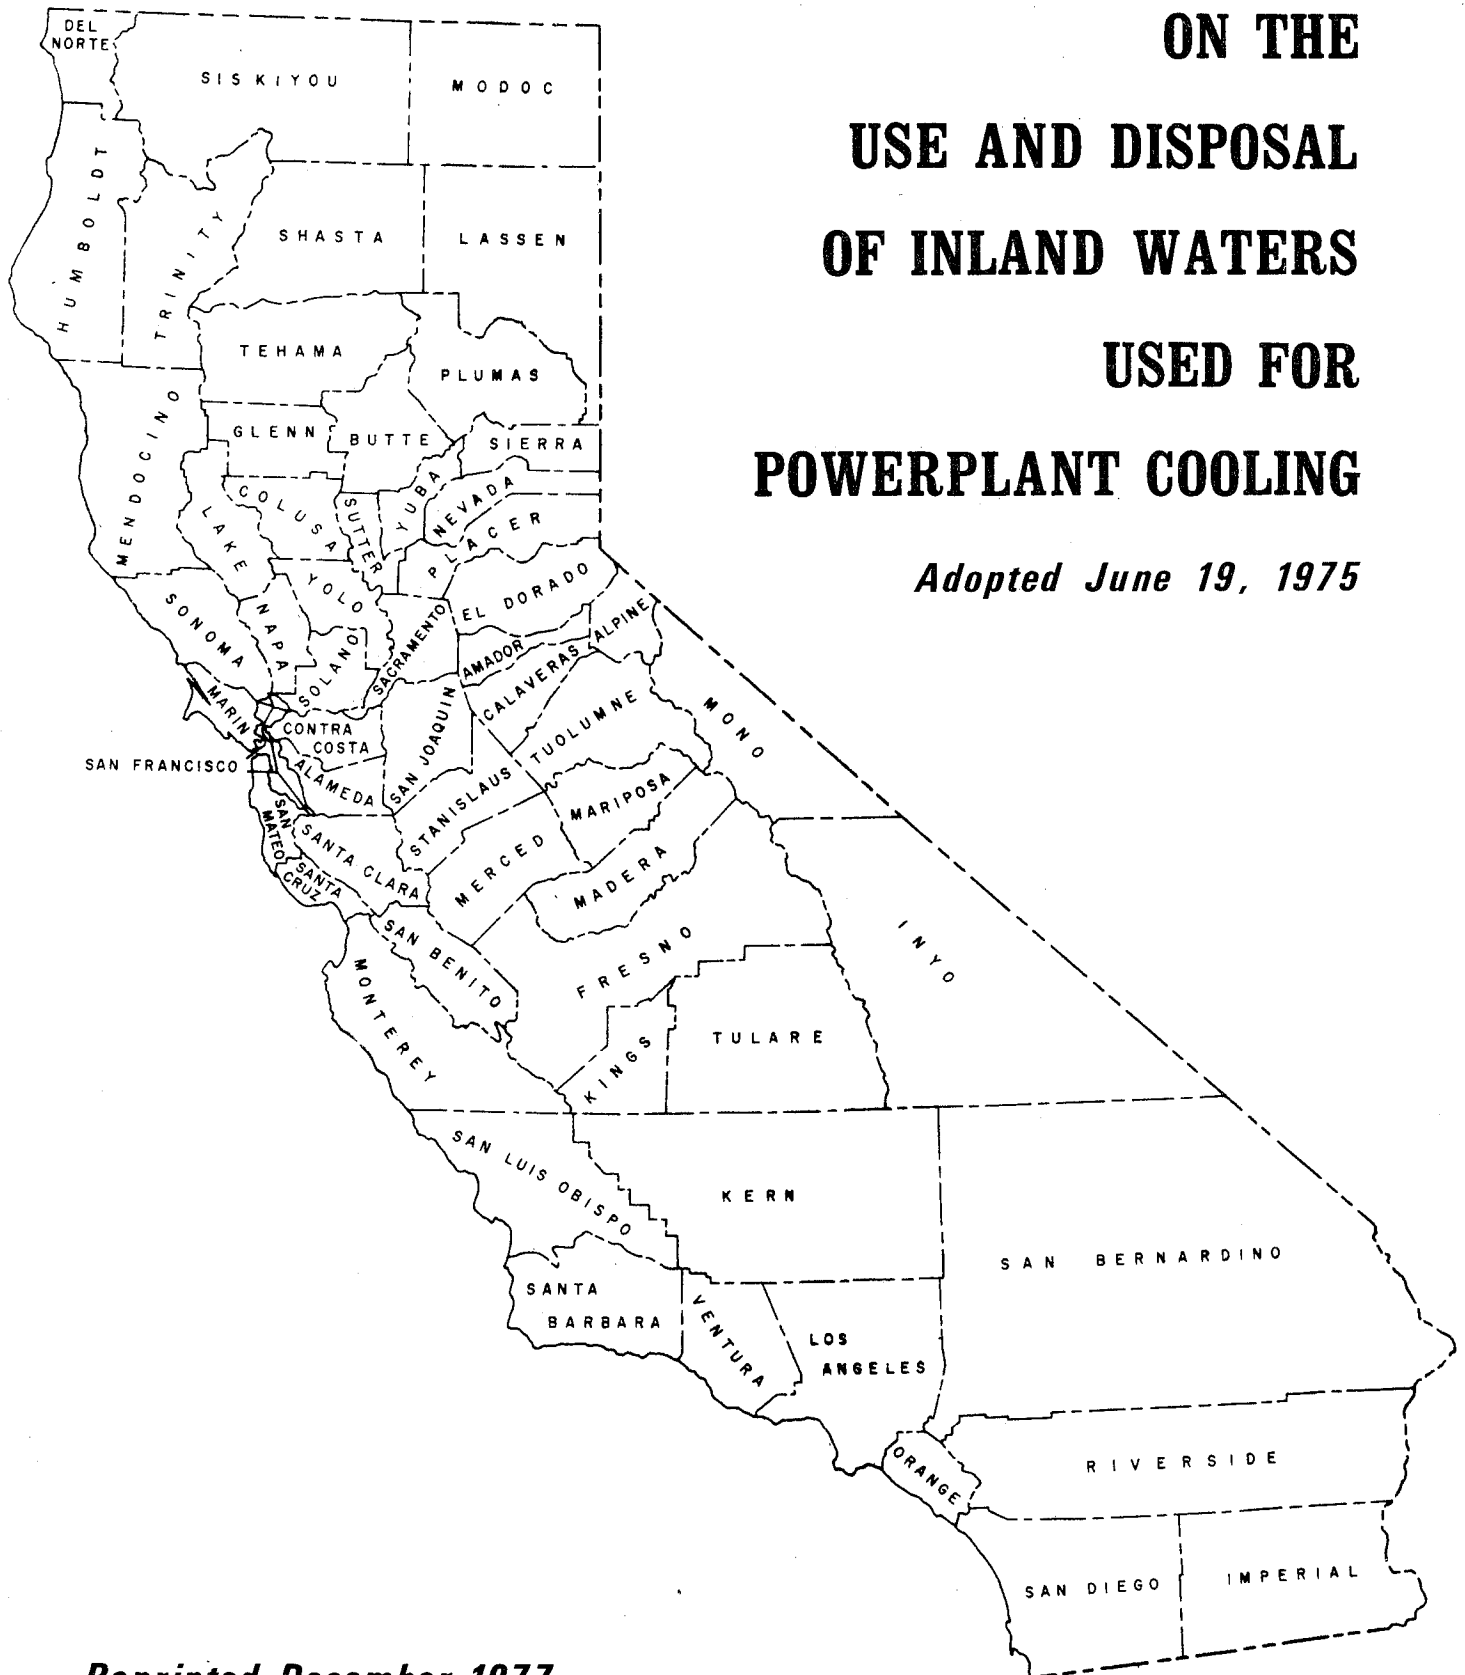 ON THE
USE AND DISPOSAL
OF INLAND WATERS
USED FOR
POWERPLANT COOLING
Adopted June 19, 1975
DEL
NORTE
SISKIYOU
MODOC
HUMBOLDT
TRINITY
SHASTA
LASSEN
TEHAMA
PLUMAS
MENDOCINO
GLENN
BUTTE
SIERRA
LAKE
COLUSA
SUTTER
YUBA
NEVADA
PLACER
SONOMA
NAPA
YOLO
SOLANO
SACRAMENTO
EL DORADO
AMADOR
ALPINE
CALAVERAS
MARIN
CONTRA
COSTA
SAN FRANCISCO
ALAMEDA
SAN JOAQUIN
STANISLAUS
TUOLUMNE
MONO
SAN
MATEO
SANTA CLARA
SANTA
CRUZ
MERCED
MARIPOSA
MADERA
SAN BENITO
MONTEREY
FRESNO
INYO
KINGS
TULARE
SAN LUIS OBISPO
KERN
SAN BERNARDINO
SANTA
BARBARA
VENTURA
LOS
ANGELES
ORANGE
RIVERSIDE
SAN DIEGO
IMPERIAL
Reprinted December 1977